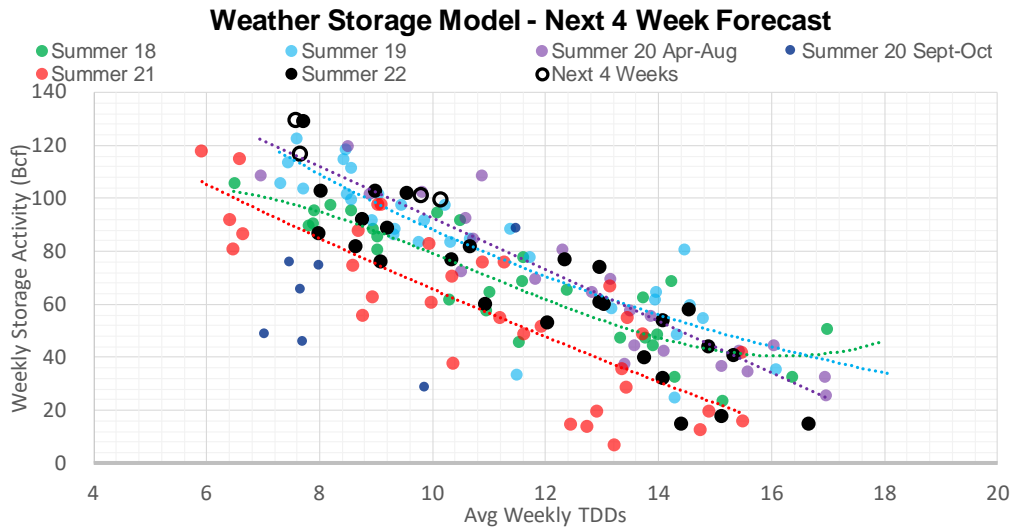 Weather Storage Model - Next 4 Week Forecast
Summer 18 Summer 19 Summer 20 Apr-Aug Summer 20 Sept-Oct
Summer 21 Summer 22 Next 4 Weeks
140
120
100
80
60
40
20
0
Weekly Storage Activity (Bcf)
4 6 8 10 12 14 16 18 20
Avg Weekly TDDs